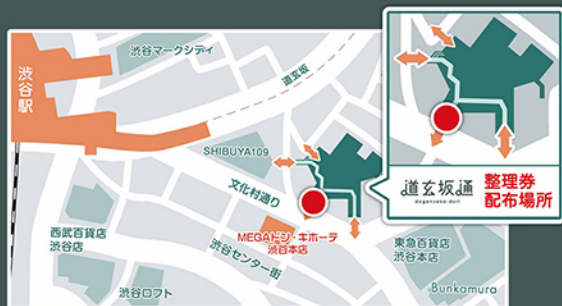 渋谷マークシティ
渋谷駅
道玄坂
SHIBUYA109
文化村通り
MEGAドン・キホーテ
渋谷本店
西武百貨店
渋谷店
渋谷センター街
東急百貨店
渋谷本店
渋谷ロフト
Bunkamura
道玄坂通
dogenzaka-dori
整理券
配布場所